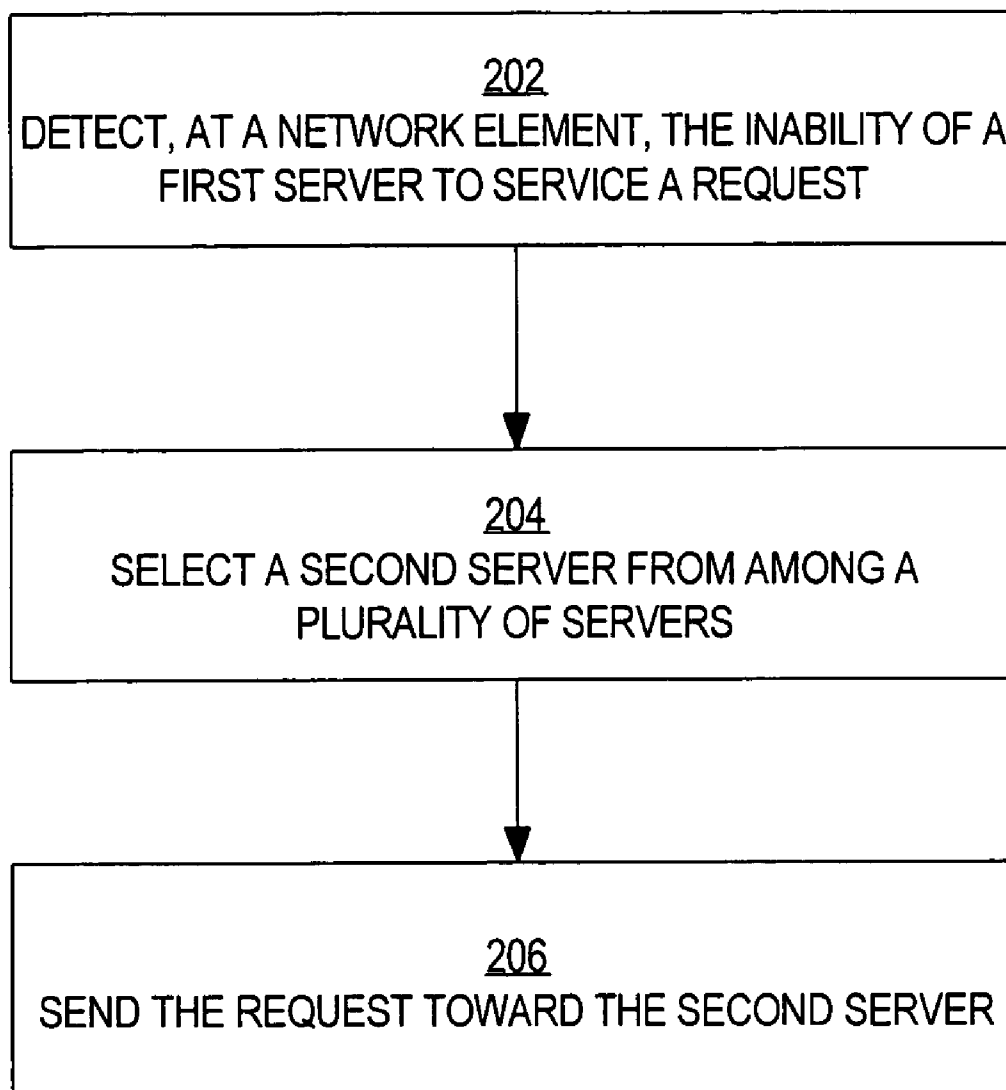 202
DETECT, AT A NETWORK ELEMENT, THE INABILITY OF A
FIRST SERVER TO SERVICE A REQUEST
204
SELECT A SECOND SERVER FROM AMONG A
PLURALITY OF SERVERS
206
SEND THE REQUEST TOWARD THE SECOND SERVER